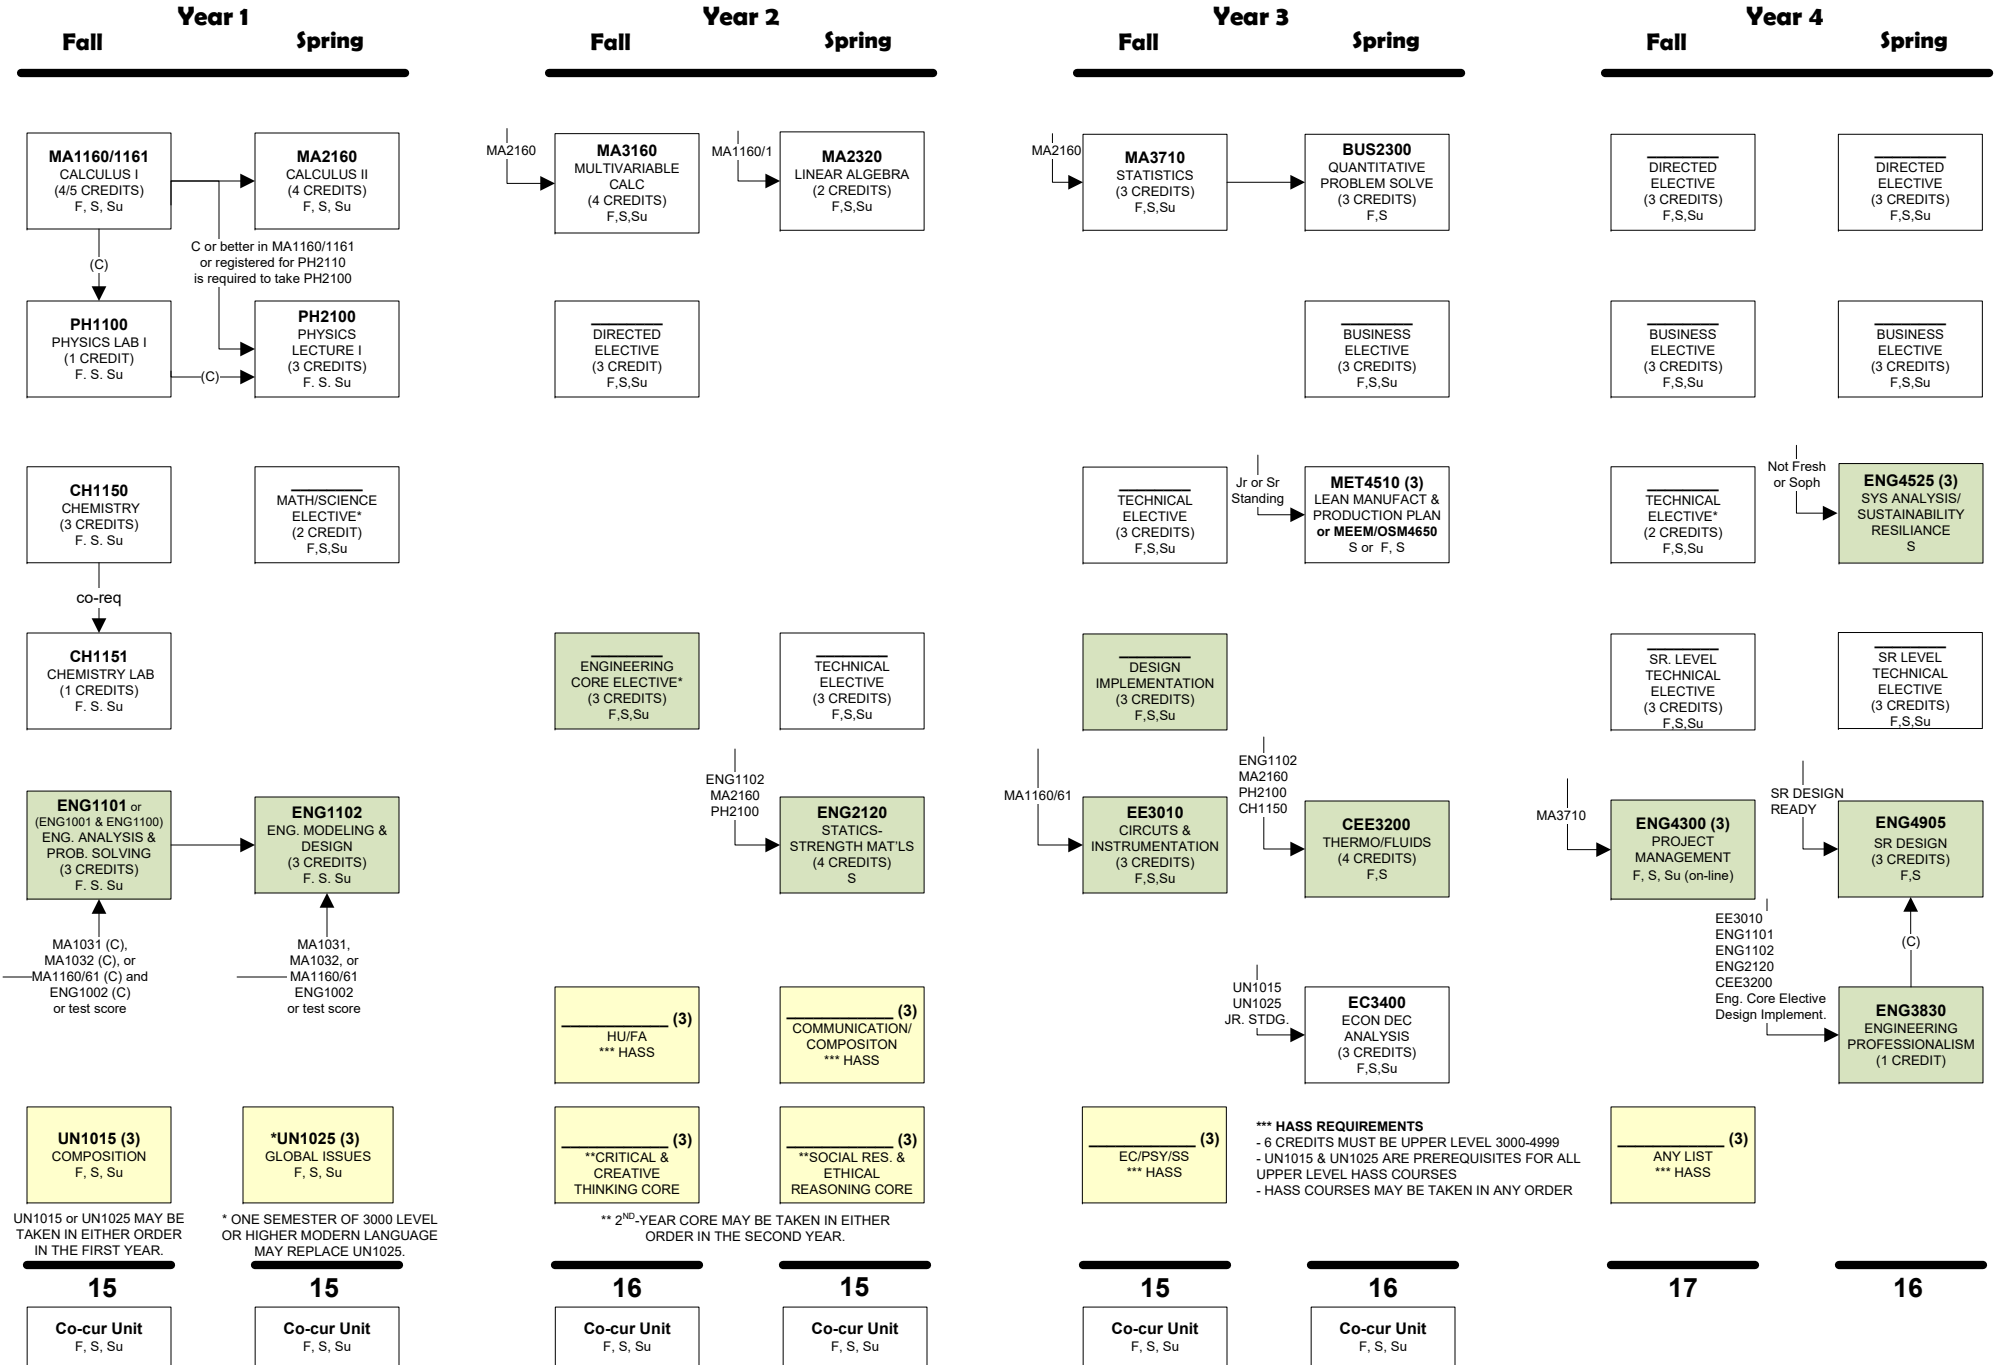 Year 1
Fall
Spring
Year 2
Fall
Spring
Year 3
Fall
Spring
Year 4
Fall
Spring
MA1160/1161
CALCULUS I
(4/5 CREDITS)
F, S, Su
MA2160
CALCULUS II
(4 CREDITS)
F, S, Su
MA2160
MA3160
MULTIVARIABLE
CALC
(4 CREDITS)
F,S,Su
MA1160/1
MA2320
LINEAR ALGEBRA
(2 CREDITS)
F,S,Su
MA2160
MA3710
STATISTICS
(3 CREDITS)
F,S,Su
BUS2300
QUANTITATIVE
PROBLEM SOLVE
(3 CREDITS)
F,S
DIRECTED
ELECTIVE
(3 CREDITS)
F,S,Su
DIRECTED
ELECTIVE
(3 CREDITS)
F,S,Su
(C)
C or better in MA1160/1161
or registered for PH2110
is required to take PH2100
PH1100
PHYSICS LAB I
(1 CREDIT)
F. S. Su
(C)
PH2100
PHYSICS
LECTURE I
(3 CREDITS)
F. S. Su
DIRECTED
ELECTIVE
(3 CREDIT)
F,S,Su
BUSINESS
ELECTIVE
(3 CREDITS)
F,S,Su
BUSINESS
ELECTIVE
(3 CREDITS)
F,S,Su
BUSINESS
ELECTIVE
(3 CREDITS)
F,S,Su
CH1150
CHEMISTRY
(3 CREDITS)
F. S. Su
MATH/SCIENCE
ELECTIVE*
(2 CREDIT)
F,S,Su
TECHNICAL
ELECTIVE
(3 CREDITS)
F,S,Su
Jr or Sr
Standing
MET4510 (3)
LEAN MANUFACT &
PRODUCTION PLAN
or MEEM/OSM4650
S or F, S
TECHNICAL
ELECTIVE*
(2 CREDITS)
F,S,Su
Not Fresh
or Soph
ENG4525 (3)
SYS ANALYSIS/
SUSTAINABILITY
RESILIANCE
S
co-req
CH1151
CHEMISTRY LAB
(1 CREDITS)
F. S. Su
ENGINEERING
CORE ELECTIVE*
(3 CREDITS)
F,S,Su
TECHNICAL
ELECTIVE
(3 CREDITS)
F,S,Su
DESIGN
IMPLEMENTATION
(3 CREDITS)
F,S,Su
SR. LEVEL
TECHNICAL
ELECTIVE
(3 CREDITS)
F,S,Su
SR LEVEL
TECHNICAL
ELECTIVE
(3 CREDITS)
F,S,Su
ENG1101 or
(ENG1001 & ENG1100)
ENG. ANALYSIS &
PROB. SOLVING
(3 CREDITS)
F. S. Su
ENG1102
ENG. MODELING &
DESIGN
(3 CREDITS)
F. S. Su
ENG1102
MA2160
PH2100
ENG2120
STATICS-
STRENGTH MAT'LS
(4 CREDITS)
S
MA1160/61
EE3010
CIRCUTS &
INSTRUMENTATION
(3 CREDITS)
F,S,Su
ENG1102
MA2160
PH2100
CH1150
CEE3200
THERMO/FLUIDS
(4 CREDITS)
F,S
MA3710
ENG4300 (3)
PROJECT
MANAGEMENT
F, S, Su (on-line)
SR DESIGN
READY
ENG4905
SR DESIGN
(3 CREDITS)
F,S
MA1031 (C),
MA1032 (C), or
MA1160/61 (C) and
ENG1002 (C)
or test score
MA1031,
MA1032, or
MA1160/61
ENG1002
or test score
EE3010
ENG1101
ENG1102
ENG2120
CEE3200
Eng. Core Elective
Design Implement.
(C)
__________ (3)
HU/FA
*** HASS
__________ (3)
COMMUNICATION/
COMPOSITON
*** HASS
UN1015
UN1025
JR. STDG.
EC3400
ECON DEC
ANALYSIS
(3 CREDITS)
F,S,Su
ENG3830
ENGINEERING
PROFESSIONALISM
(1 CREDIT)
UN1015 (3)
COMPOSITION
F, S, Su
*UN1025 (3)
GLOBAL ISSUES
F, S, Su
__________ (3)
**CRITICAL &
CREATIVE
THINKING CORE
__________ (3)
**SOCIAL RES. &
ETHICAL
REASONING CORE
__________ (3)
EC/PSY/SS
*** HASS
*** HASS REQUIREMENTS
- 6 CREDITS MUST BE UPPER LEVEL 3000-4999
- UN1015 & UN1025 ARE PREREQUISITES FOR ALL
UPPER LEVEL HASS COURSES
- HASS COURSES MAY BE TAKEN IN ANY ORDER
__________ (3)
ANY LIST
*** HASS
UN1015 or UN1025 MAY BE
TAKEN IN EITHER ORDER
IN THE FIRST YEAR.
* ONE SEMESTER OF 3000 LEVEL
OR HIGHER MODERN LANGUAGE
MAY REPLACE UN1025.
** 2ND-YEAR CORE MAY BE TAKEN IN EITHER
ORDER IN THE SECOND YEAR.
15
15
16
15
15
16
17
16
Co-cur Unit
F, S, Su
Co-cur Unit
F, S, Su
Co-cur Unit
F, S, Su
Co-cur Unit
F, S, Su
Co-cur Unit
F, S, Su
Co-cur Unit
F, S, Su